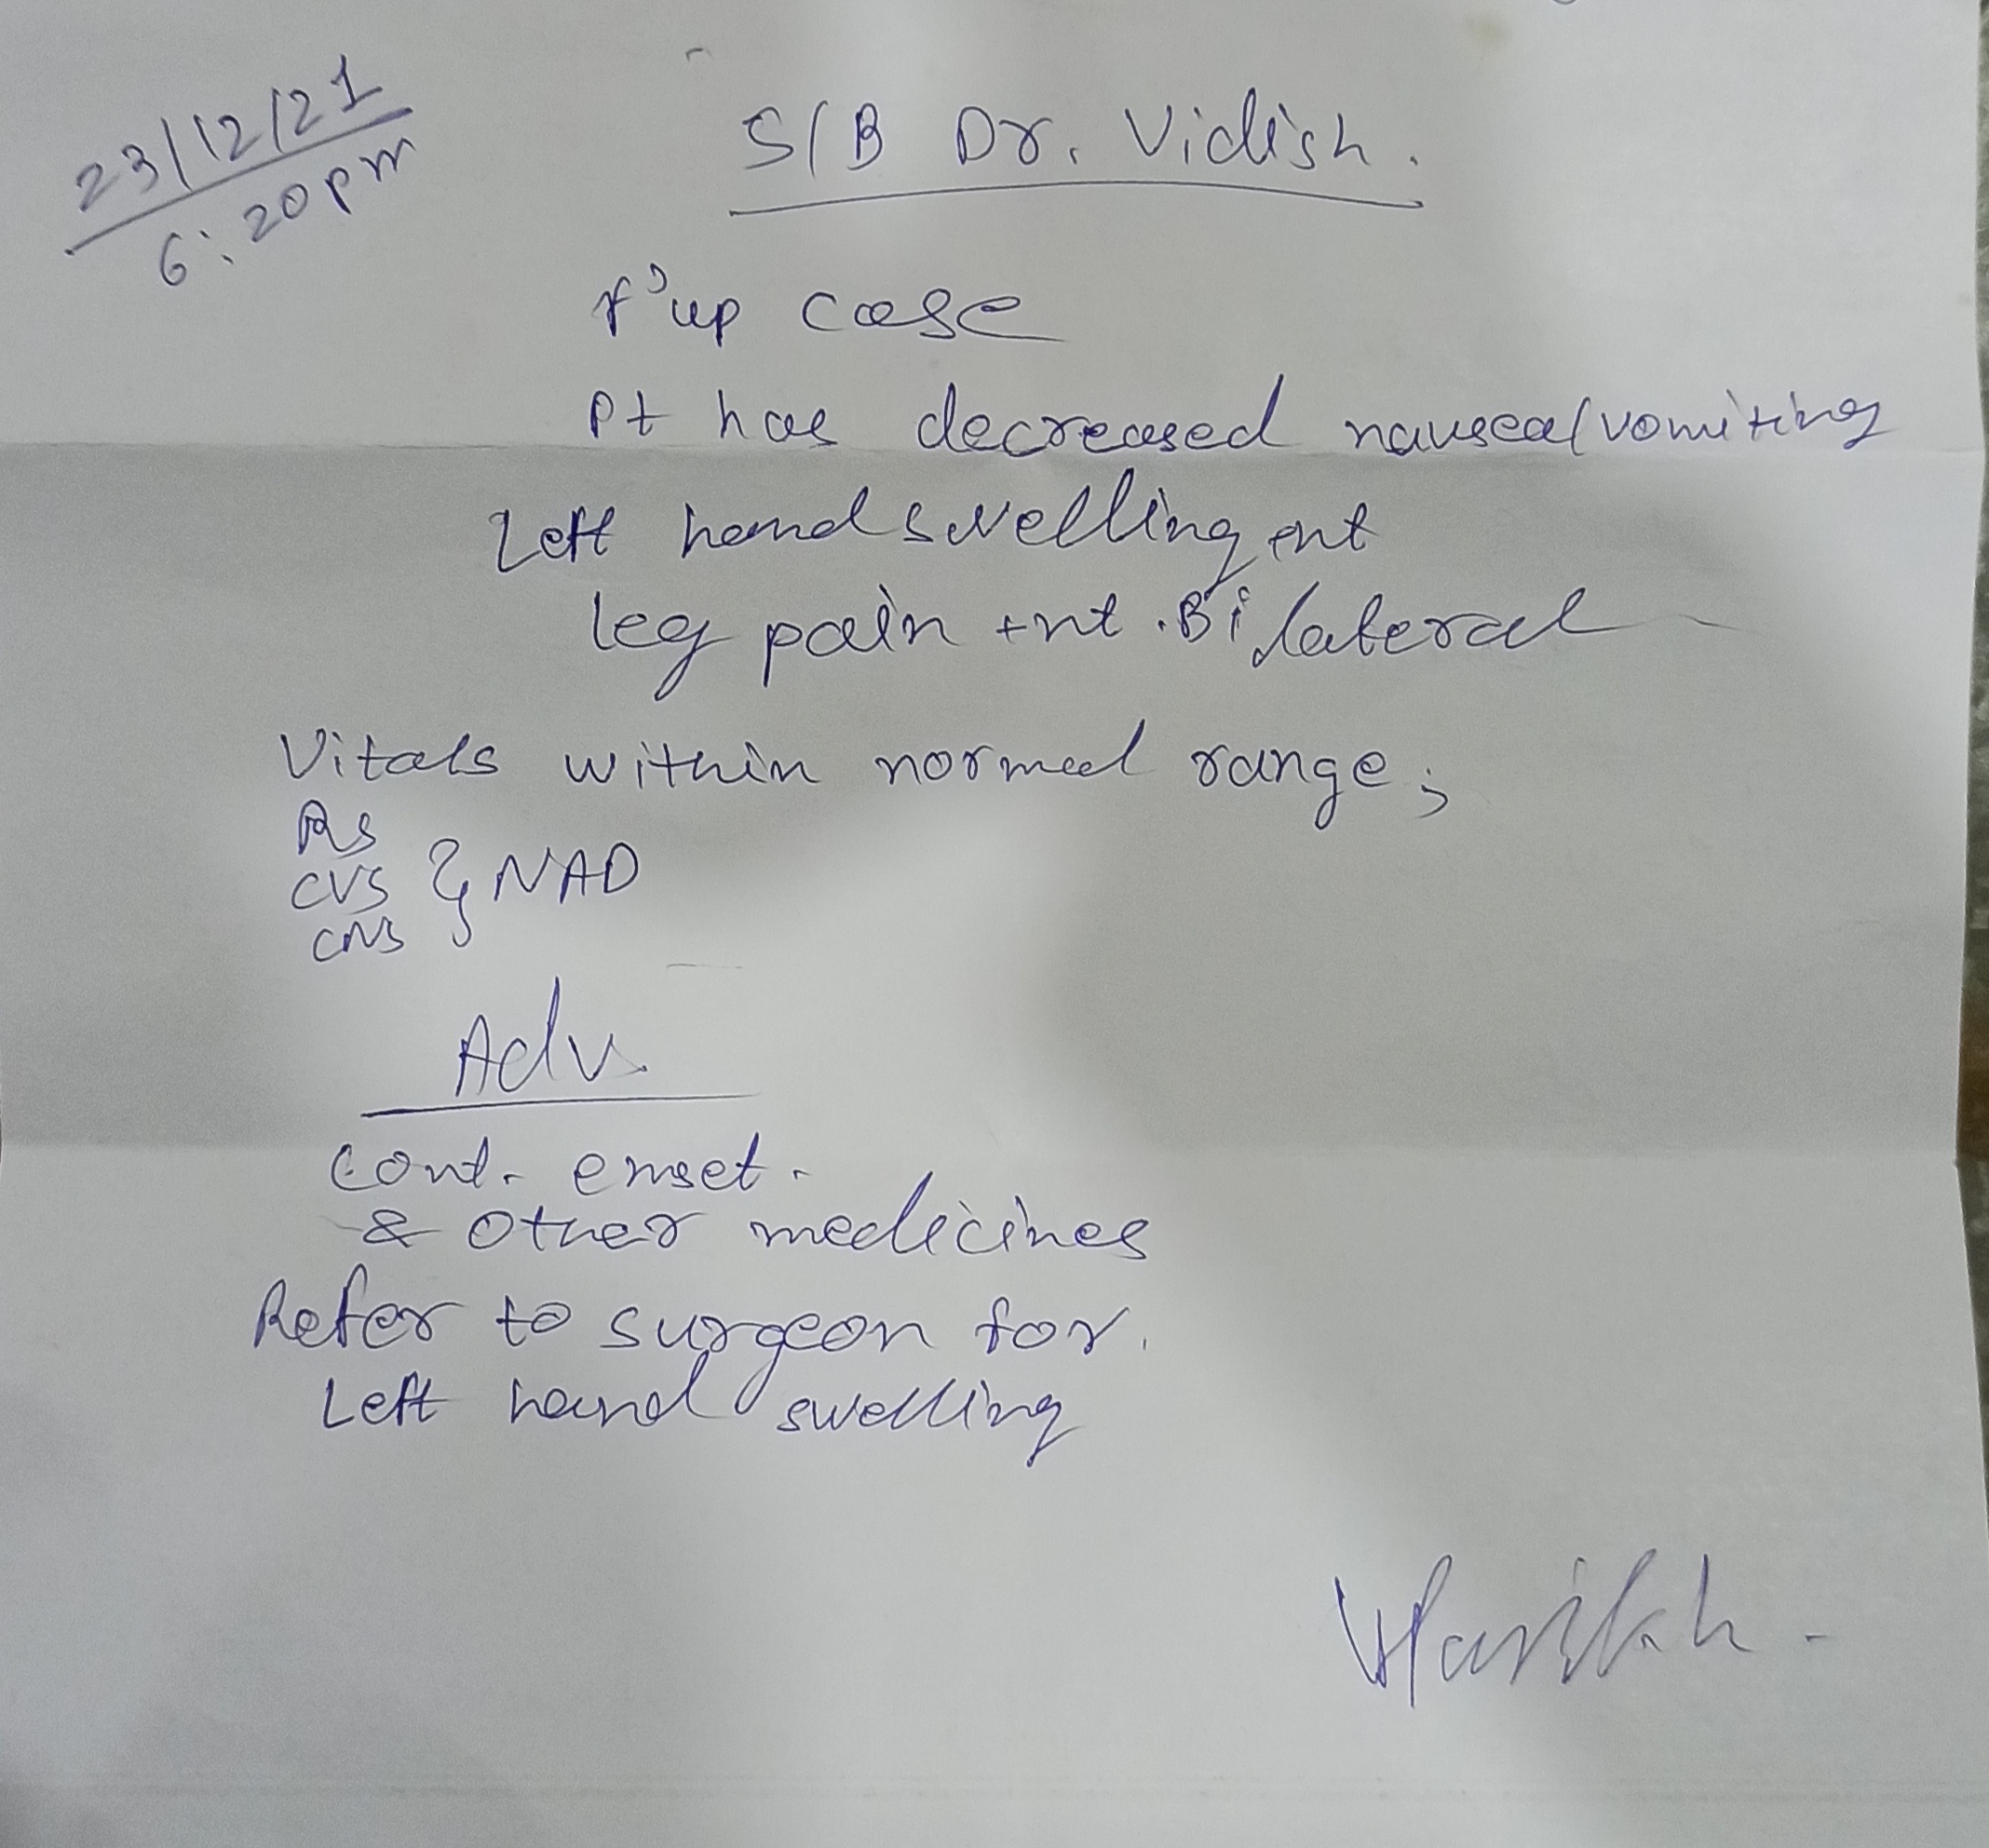 23/12/21
6:20pm
S/B Dr. Vidish.
f'up case
Pt has decreased nausea/vomiting
Left hand swelling ent
leg pain +nt. Bilateral
Vitals within normal range;
RS
CVS } NAD
CNS
Adv.
Cont. emset.
& other medicines
Refer to surgeon for.
Left hand swelling